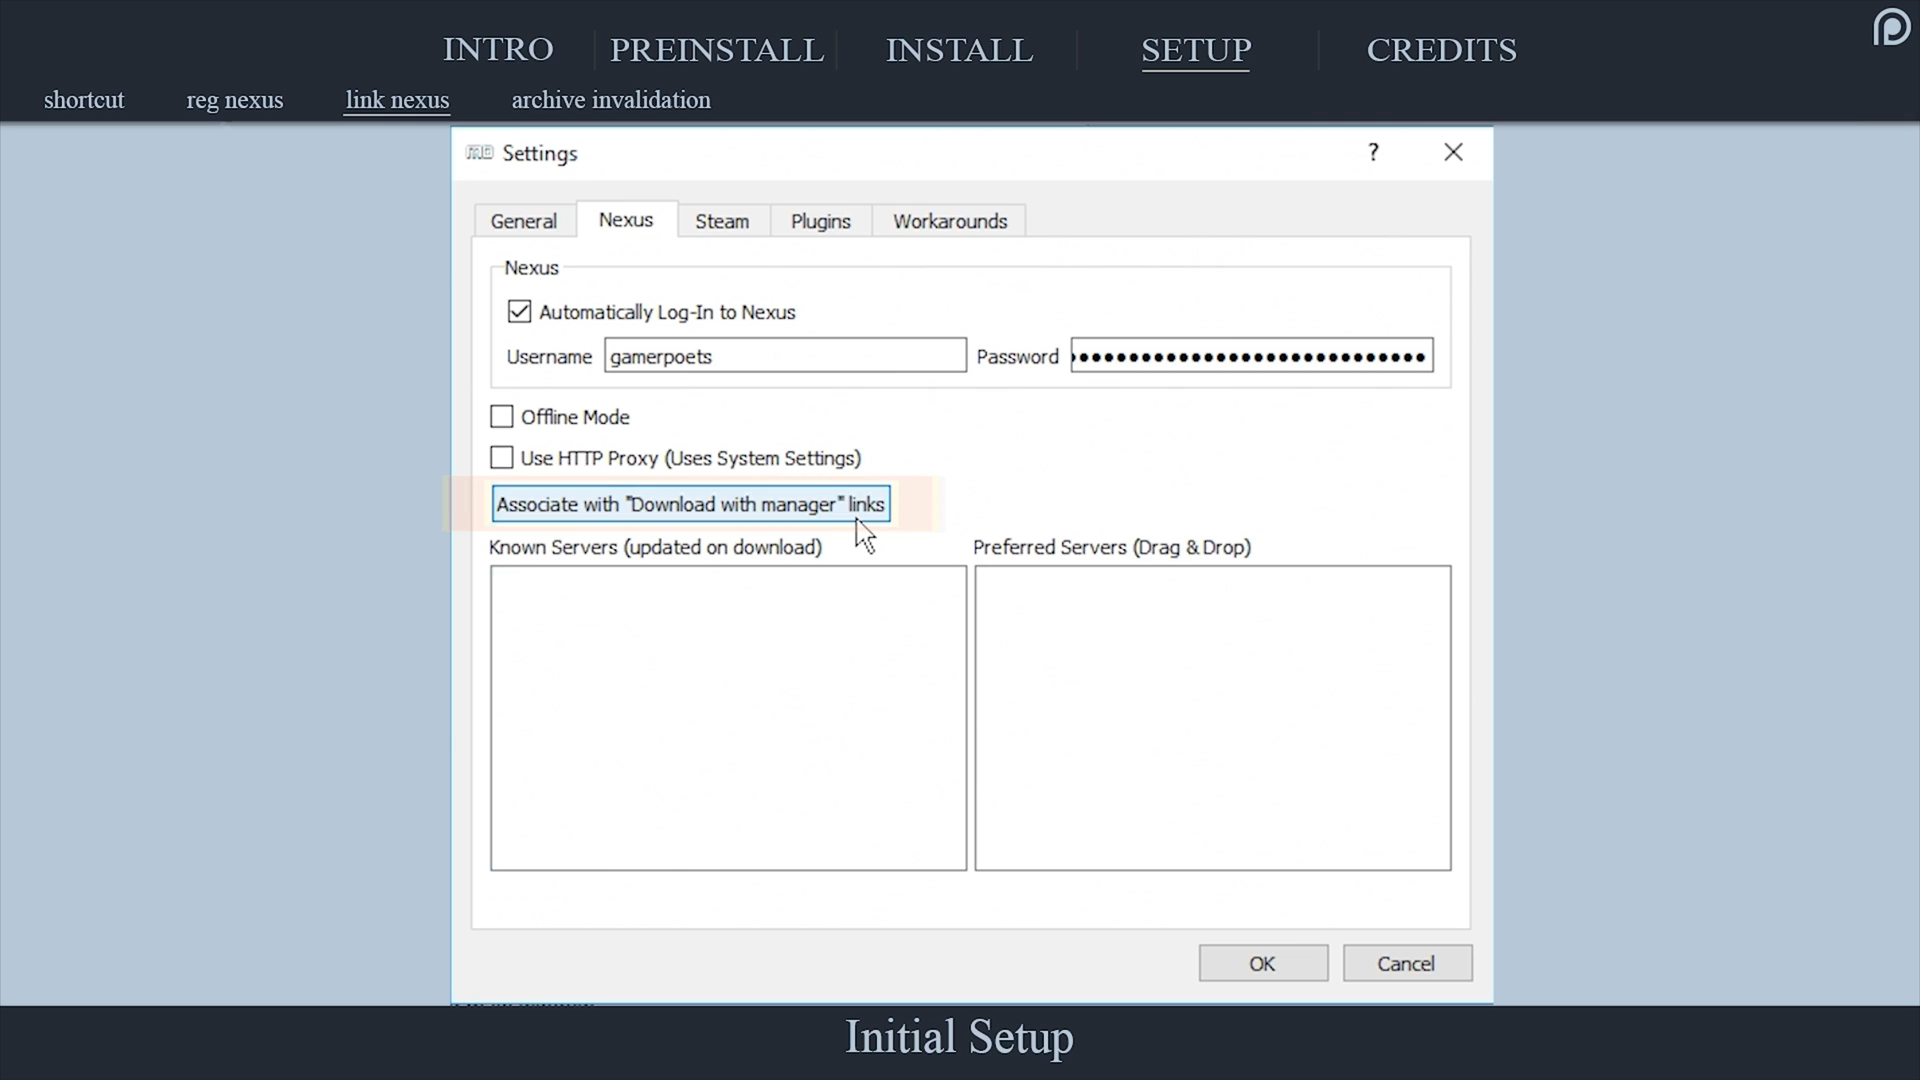 INTRO PREINSTALL INSTALL SETUP CREDITS
shortcut reg nexus link nexus archive invalidation
Settings ?
General Nexus Steam Plugins Workarounds
Nexus
Automatically Log-In to Nexus
Username gamerpoets Password
Offline Mode
Use HTTP Proxy (Uses System Settings)
Associate with "Download with manager" links
Known Servers (updated on download) Preferred Servers (Drag & Drop)
OK Cancel
Initial Setup